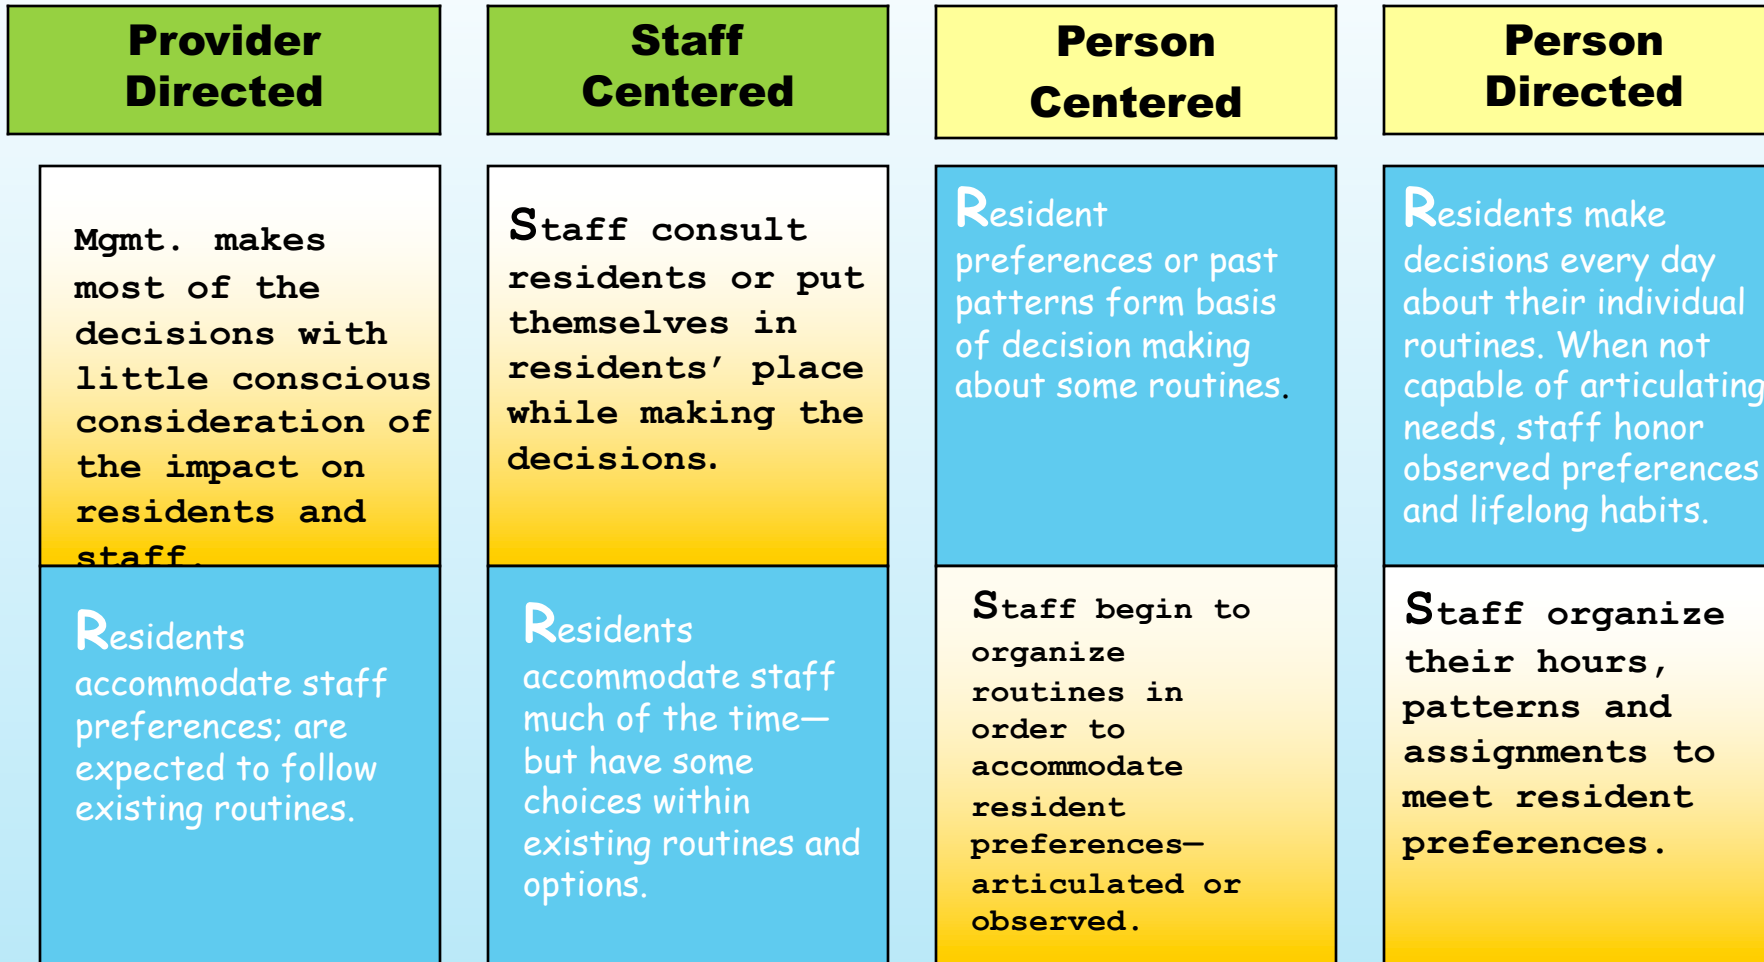 Provider
Directed
Staff
Centered
Person
Centered
Person
Directed
Mgmt. makes
most of the
decisions with
little conscious
consideration of
the impact on
residents and
staff.
Staff consult
residents or put
themselves in
residents’ place
while making the
decisions.
Resident
preferences or past
patterns form basis
of decision making
about some routines.
Residents make
decisions every day
about their individual
routines. When not
capable of articulating
needs, staff honor
observed preferences
and lifelong habits.
Residents
accommodate staff
preferences; are
expected to follow
existing routines.
Residents
accommodate staff
much of the time—
but have some
choices within
existing routines and
options.
Staff begin to
organize
routines in
order to
accommodate
resident
preferences—
articulated or
observed.
Staff organize
their hours,
patterns and
assignments to
meet resident
preferences.